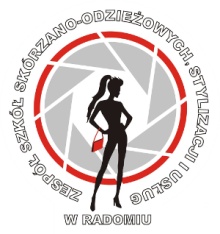 ZESPÓŁ SZKÓŁ SKÓRZANO-ODZIEŻOWYCH, STYLIZACJI I USŁUG
W RADOMIU